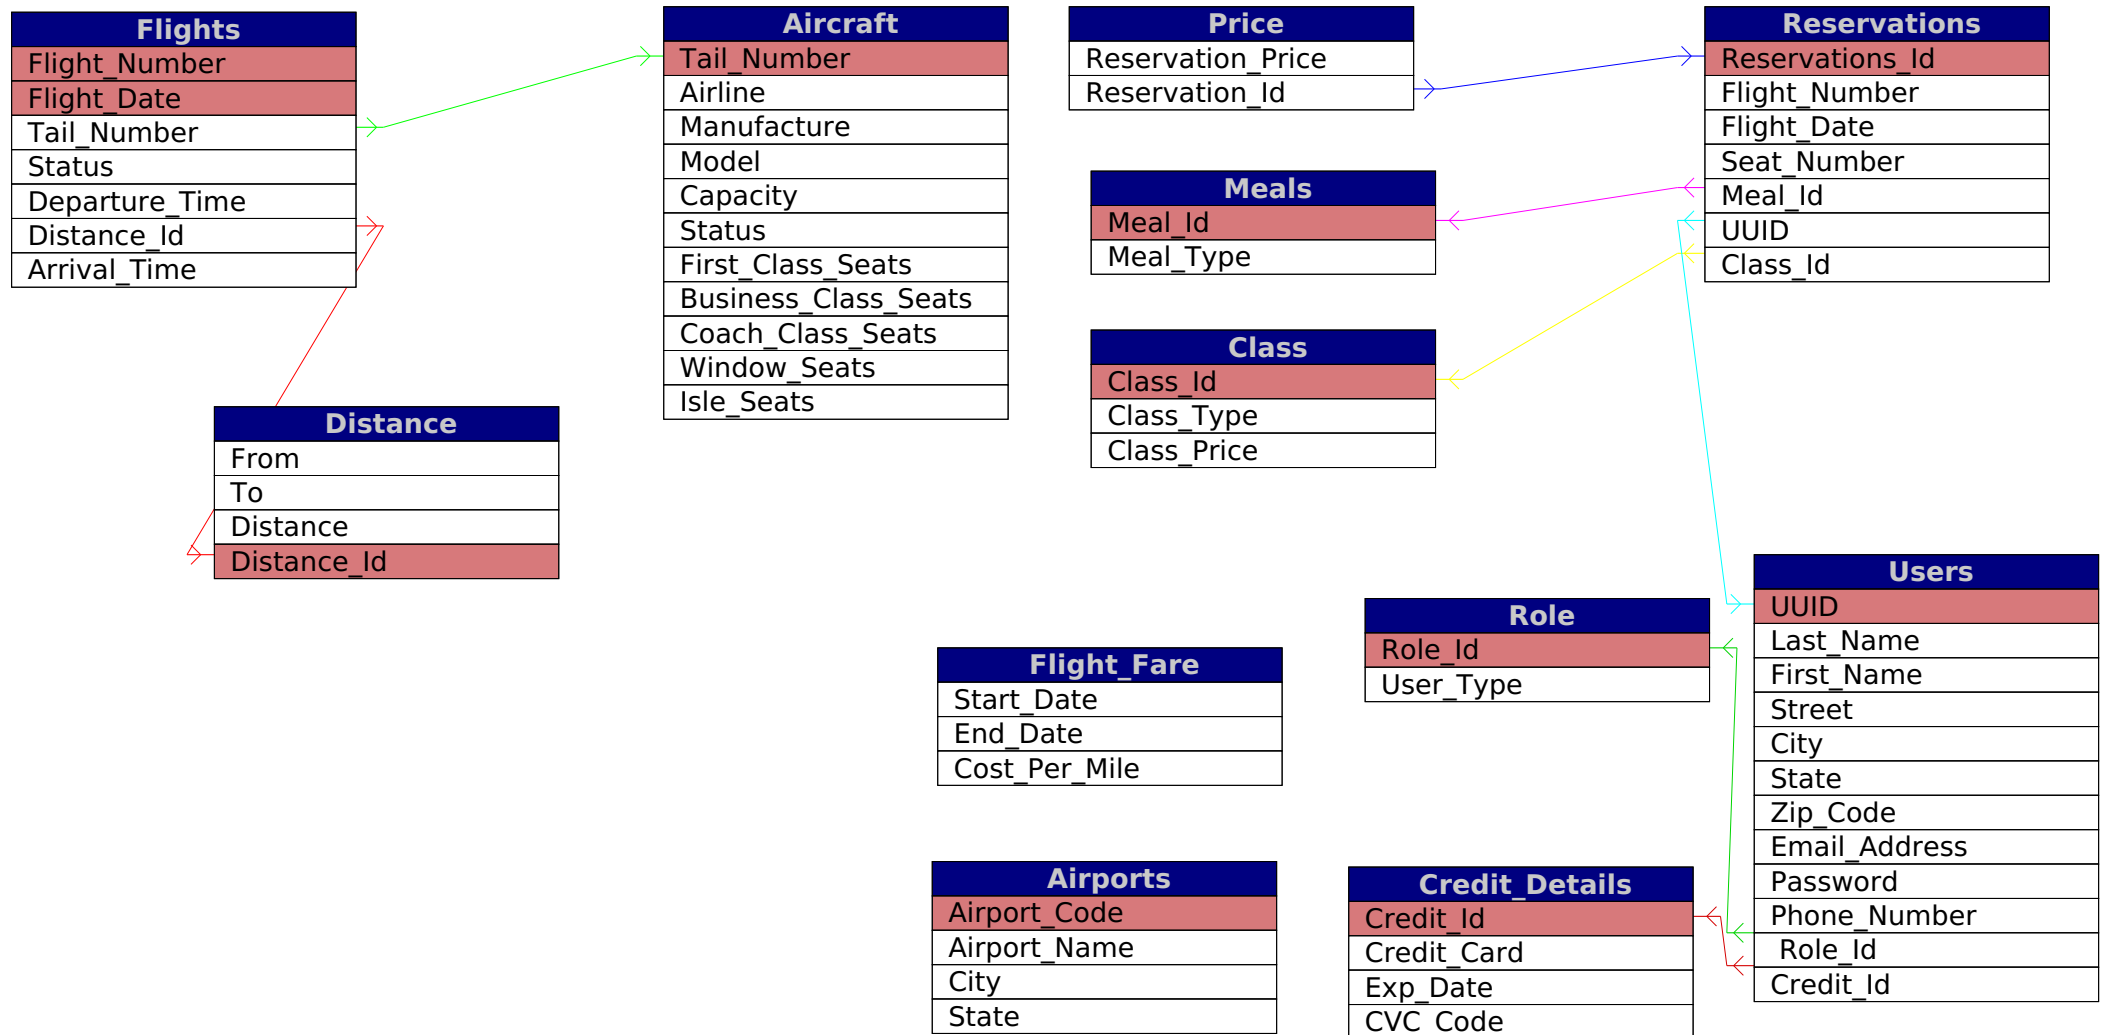 Flights
Flight_Number
Flight_Date
Tail_Number
Status
Departure_Time
Distance_Id
Arrival_Time
Aircraft
Tail_Number
Airline
Manufacture
Model
Capacity
Status
First_Class_Seats
Business_Class_Seats
Coach_Class_Seats
Window_Seats
Isle_Seats
Price
Reservation_Price
Reservation_Id
Reservations
Reservations_Id
Flight_Number
Flight_Date
Seat_Number
Meal_Id
UUID
Class_Id
Meals
Meal_Id
Meal_Type
Class
Class_Id
Class_Type
Class_Price
Distance
From
To
Distance
Distance_Id
Users
UUID
Last_Name
First_Name
Street
City
State
Zip_Code
Email_Address
Password
Phone_Number
Role_Id
Credit_Id
Role
Role_Id
User_Type
Flight_Fare
Start_Date
End_Date
Cost_Per_Mile
Airports
Airport_Code
Airport_Name
City
State
Credit_Details
Credit_Id
Credit_Card
Exp_Date
CVC_Code